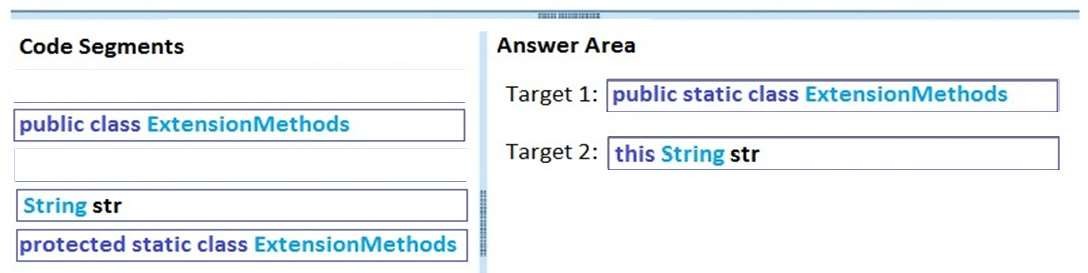 Code Segments
public class ExtensionMethods
String str
protected static class ExtensionMethods
Answer Area
Target 1: public static class ExtensionMethods
Target 2: this String str